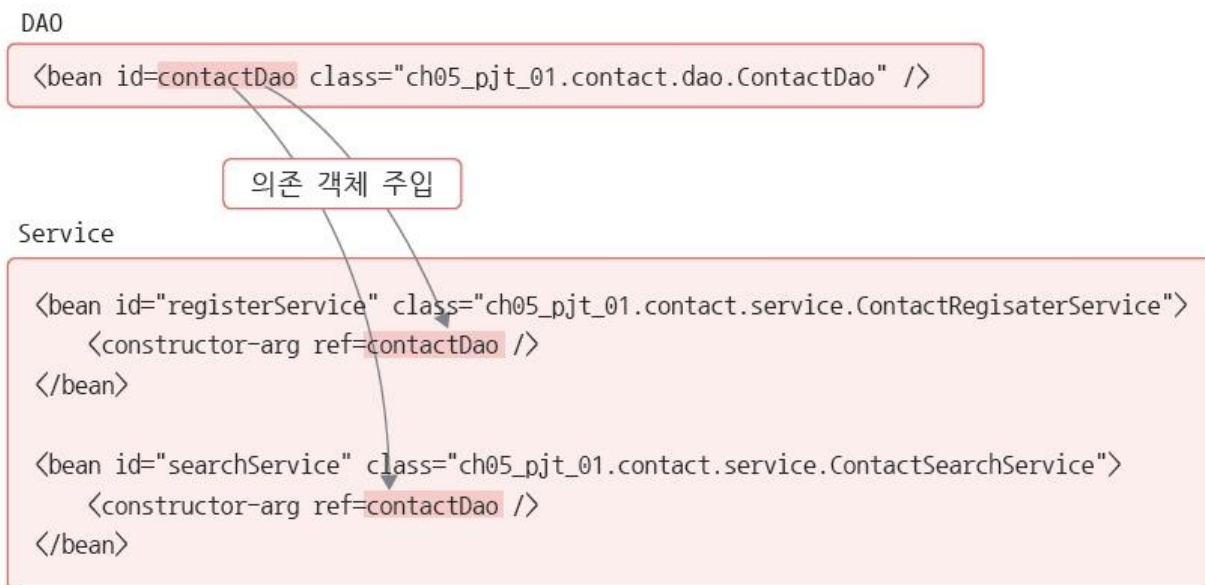 DAO
<bean id=contactDao class="ch05_pjt_01.contact.dao.ContactDao" />
의존 객체 주입
Service
<bean id="registerService" class="ch05_pjt_01.contact.service.ContactRegisaterService">
<constructor-arg ref=contactDao />
</bean>
<bean id="searchService" class="ch05_pjt_01.contact.service.ContactSearchService">
<constructor-arg ref=contactDao />
</bean>